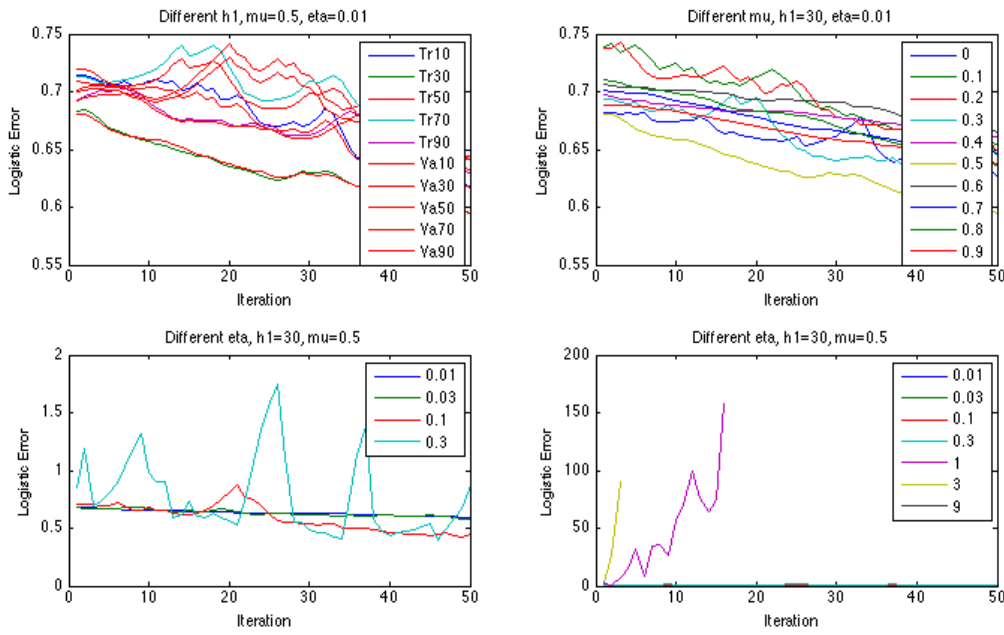 Different h1, mu=0.5, eta=0.01
0.75
0.7
0.65
0.6
0.55
Logistic Error
0
10
20
30
40
50
Iteration
Tr10
Tr30
Tr50
Tr70
Tr90
Va10
Va30
Va50
Va70
Va90
Different mu, h1=30, eta=0.01
0.75
0.7
0.65
0.6
0.55
Logistic Error
0
10
20
30
40
50
Iteration
0
0.1
0.2
0.3
0.4
0.5
0.6
0.7
0.8
0.9
Different eta, h1=30, mu=0.5
2
1.5
1
0.5
0
Logistic Error
0
10
20
30
40
50
Iteration
0.01
0.03
0.1
0.3
Different eta, h1=30, mu=0.5
200
150
100
50
0
Logistic Error
0
10
20
30
40
50
Iteration
0.01
0.03
0.1
0.3
1
3
9